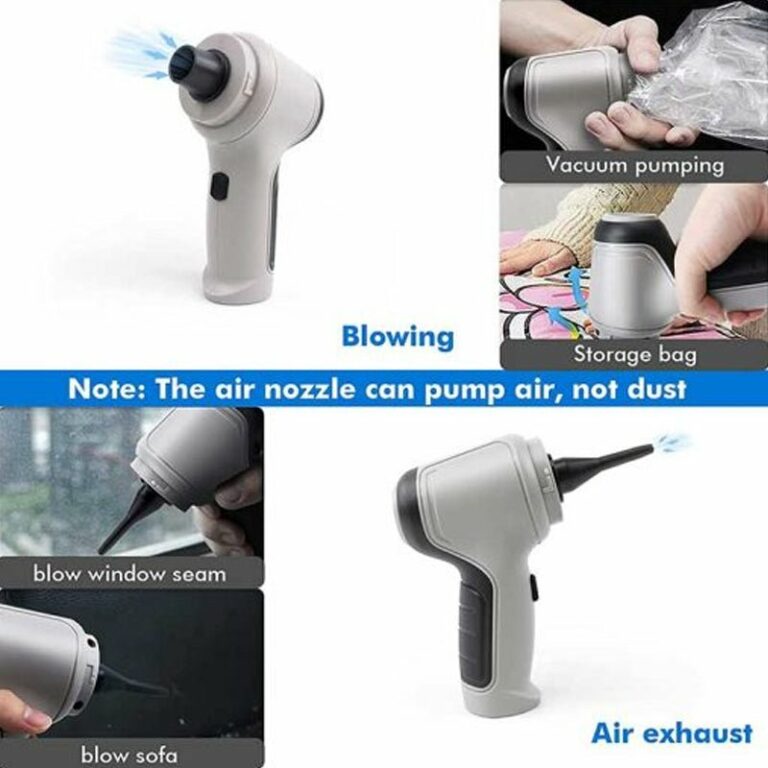 Vacuum pumping
Blowing
Storage bag
Note: The air nozzle can pump air, not dust
blow window seam
blow sofa
Air exhaust